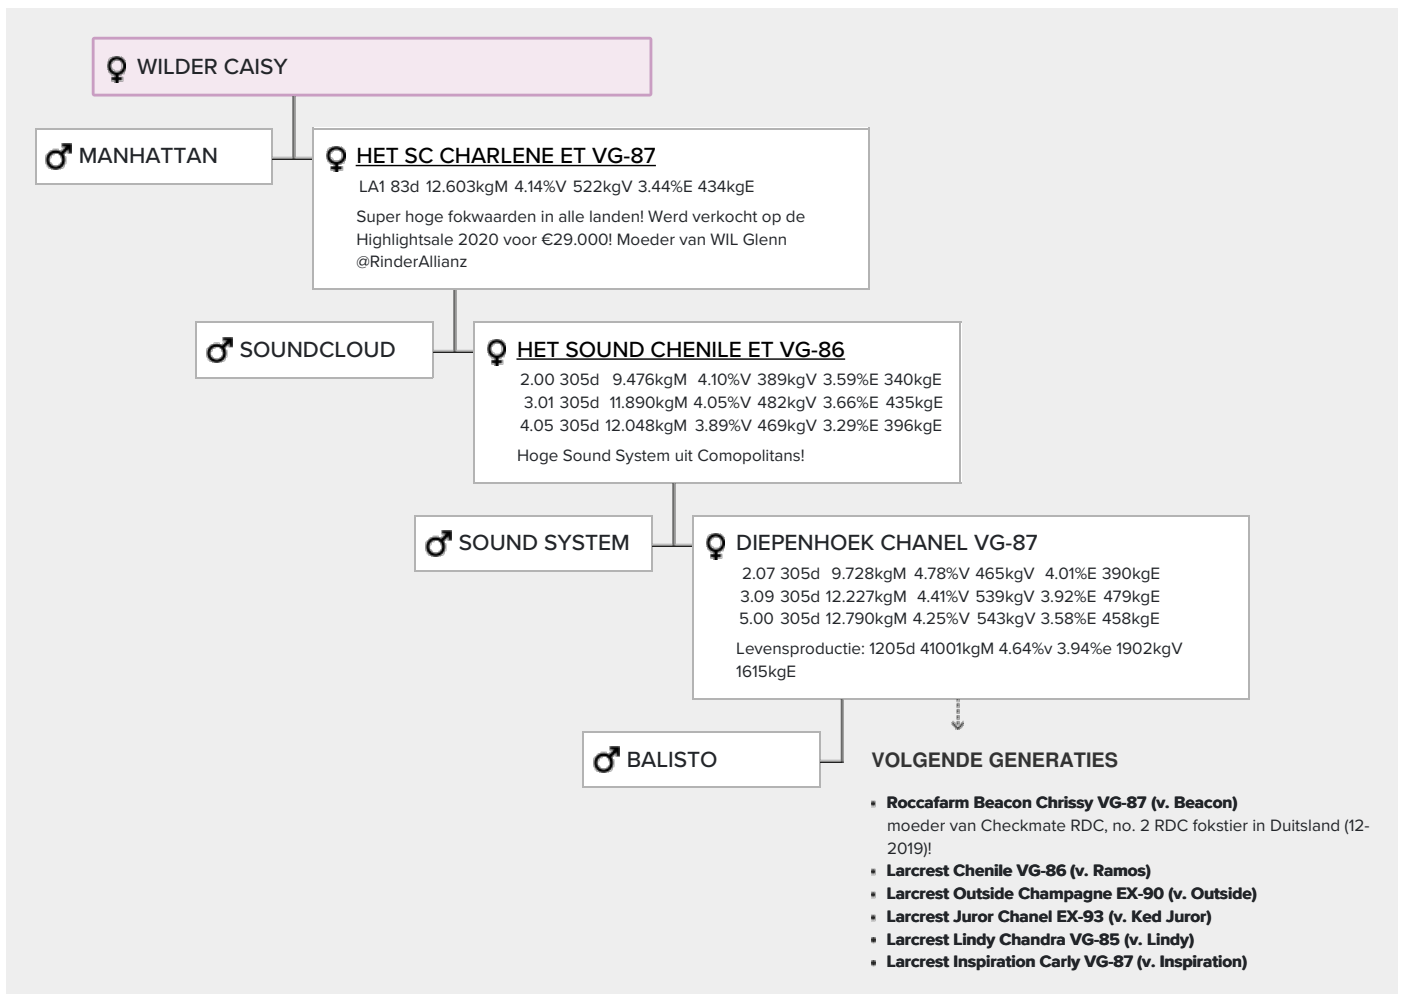 WILDER CAISY
MANHATTAN
HET SC CHARLENE ET VG-87
LA1 83d 12.603kgM 4.14%V 522kgV 3.44%E 434kgE
Super hoge fokwaarden in alle landen! Werd verkocht op de
Highlightsale 2020 voor €29.000! Moeder van WIL Glenn
@RinderAllianz
SOUNDCLOUD
HET SOUND CHENILE ET VG-86
2.00 305d 9.476kgM 4.10%V 389kgV 3.59%E 340kgE
3.01 305d 11.890kgM 4.05%V 482kgV 3.66%E 435kgE
4.05 305d 12.048kgM 3.89%V 469kgV 3.29%E 396kgE
Hoge Sound System uit Comopolitans!
SOUND SYSTEM
DIEPENHOEK CHANEL VG-87
2.07 305d 9.728kgM 4.78%V 465kgV 4.01%E 390kgE
3.09 305d 12.227kgM 4.41%V 539kgV 3.92%E 479kgE
5.00 305d 12.790kgM 4.25%V 543kgV 3.58%E 458kgE
Levensproductie: 1205d 41001kgM 4.64%v 3.94%e 1902kgV
1615kgE
BALISTO
VOLGENDE GENERATIES
Roccafarm Beacon Chrissy VG-87 (v. Beacon)
moeder van Checkmate RDC, no. 2 RDC fokstier in Duitsland (12-
2019)!
Larcrest Chenile VG-86 (v. Ramos)
Larcrest Outside Champagne EX-90 (v. Outside)
Larcrest Juror Chanel EX-93 (v. Ked Juror)
Larcrest Lindy Chandra VG-85 (v. Lindy)
Larcrest Inspiration Carly VG-87 (v. Inspiration)